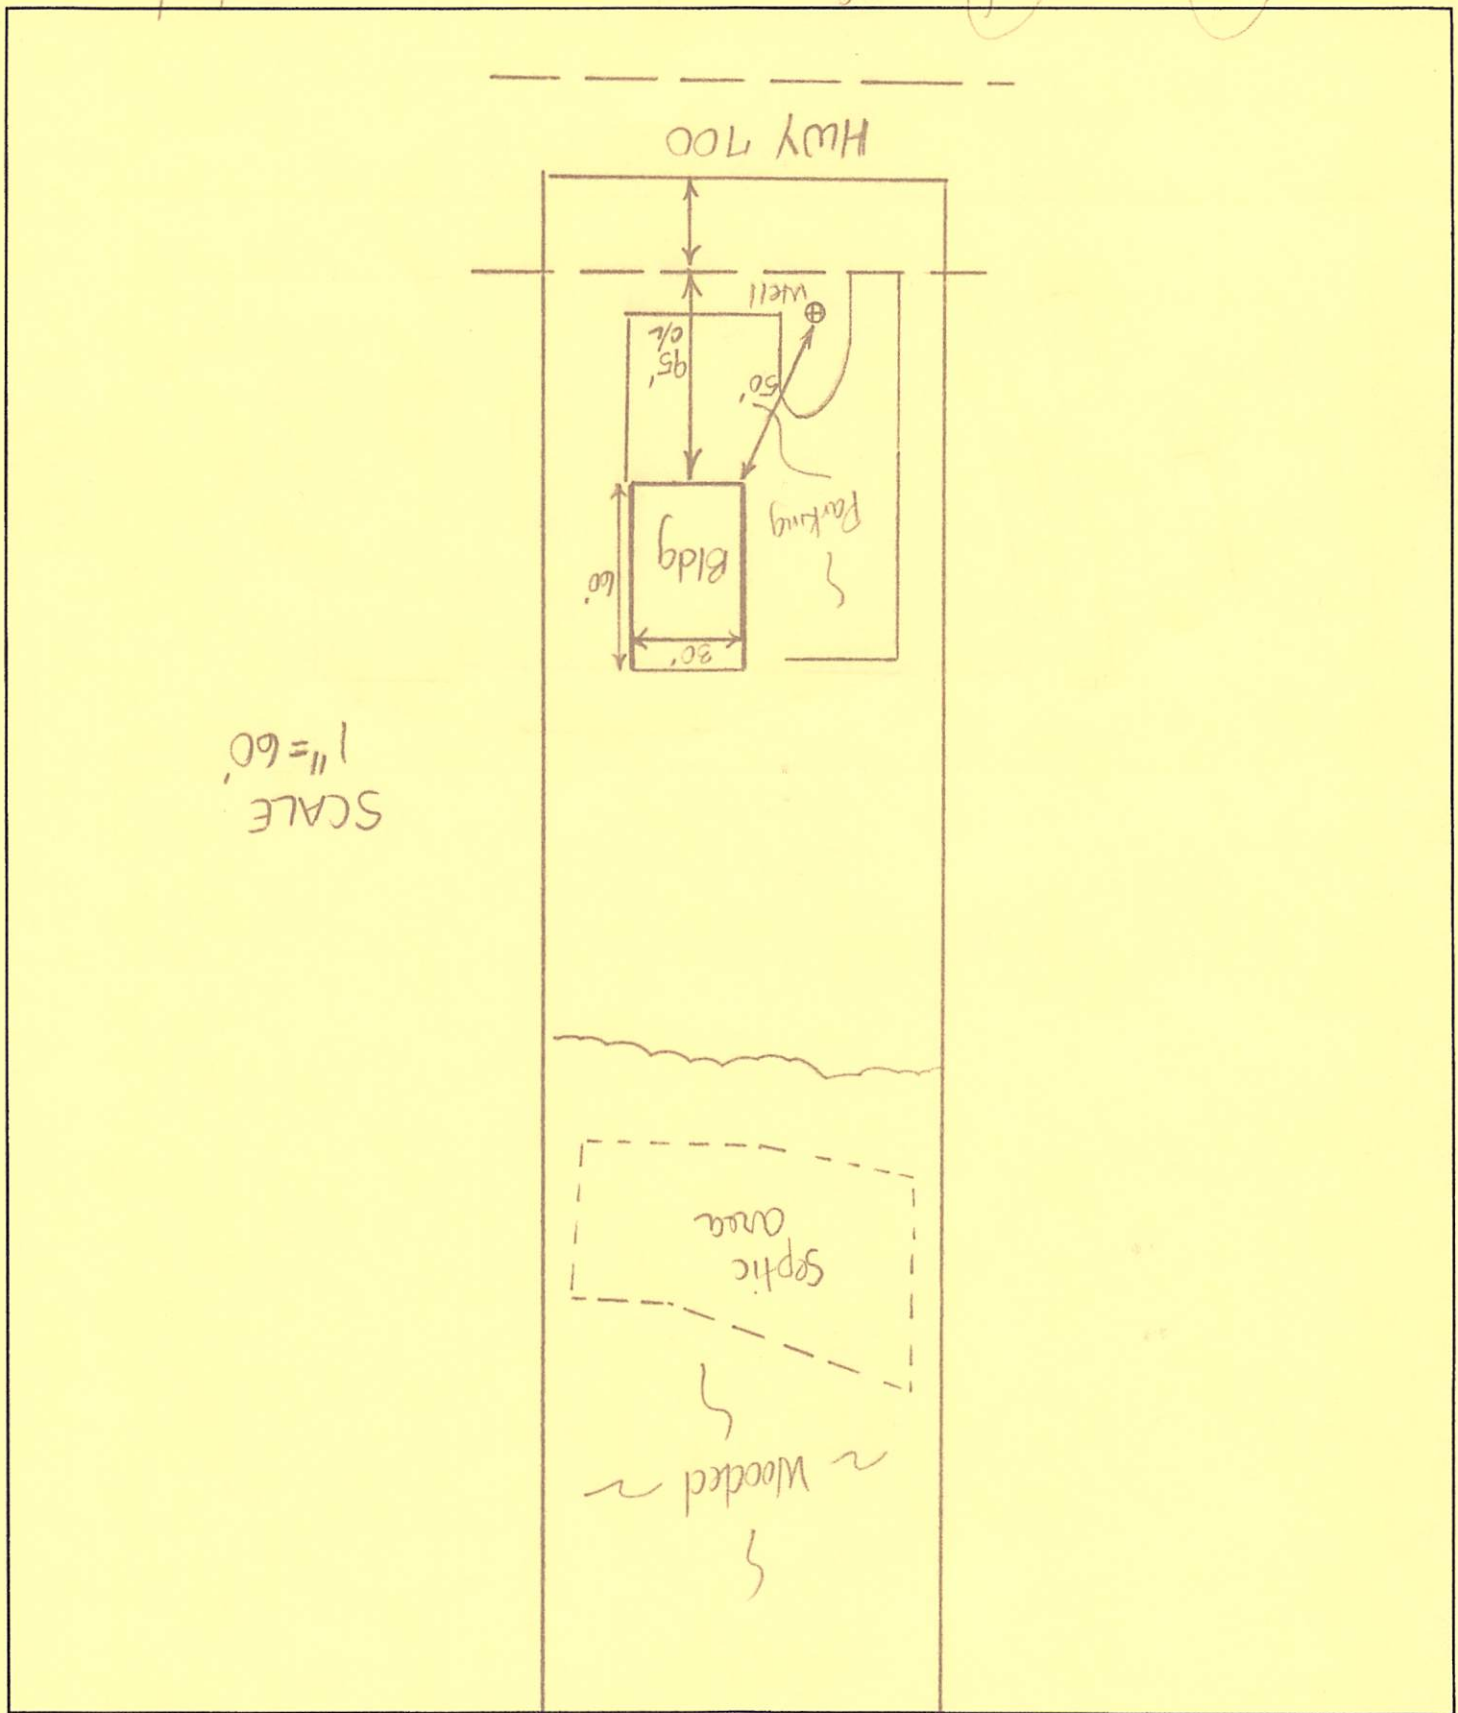 ~ Wooded ~
Septic
area
SCALE
1"=60'
30'
Bldg
60'
Parking
50'
95'
c/L
Well
HWY 700